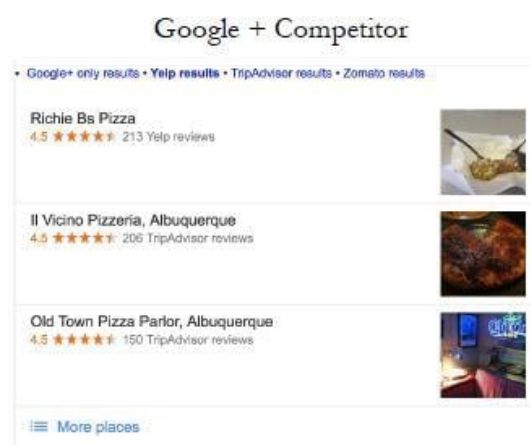 Google + Competitor
• Google+ only results • Yelp results • TripAdvisor results • Zomato results
Richie Bs Pizza
4.5 ★★★★★ 213 Yelp reviews
Il Vicino Pizzeria, Albuquerque
4.5 ★★★★★ 206 TripAdvisor reviews
Old Town Pizza Parlor, Albuquerque
4.5 ★★★★★ 150 TripAdvisor reviews
More places